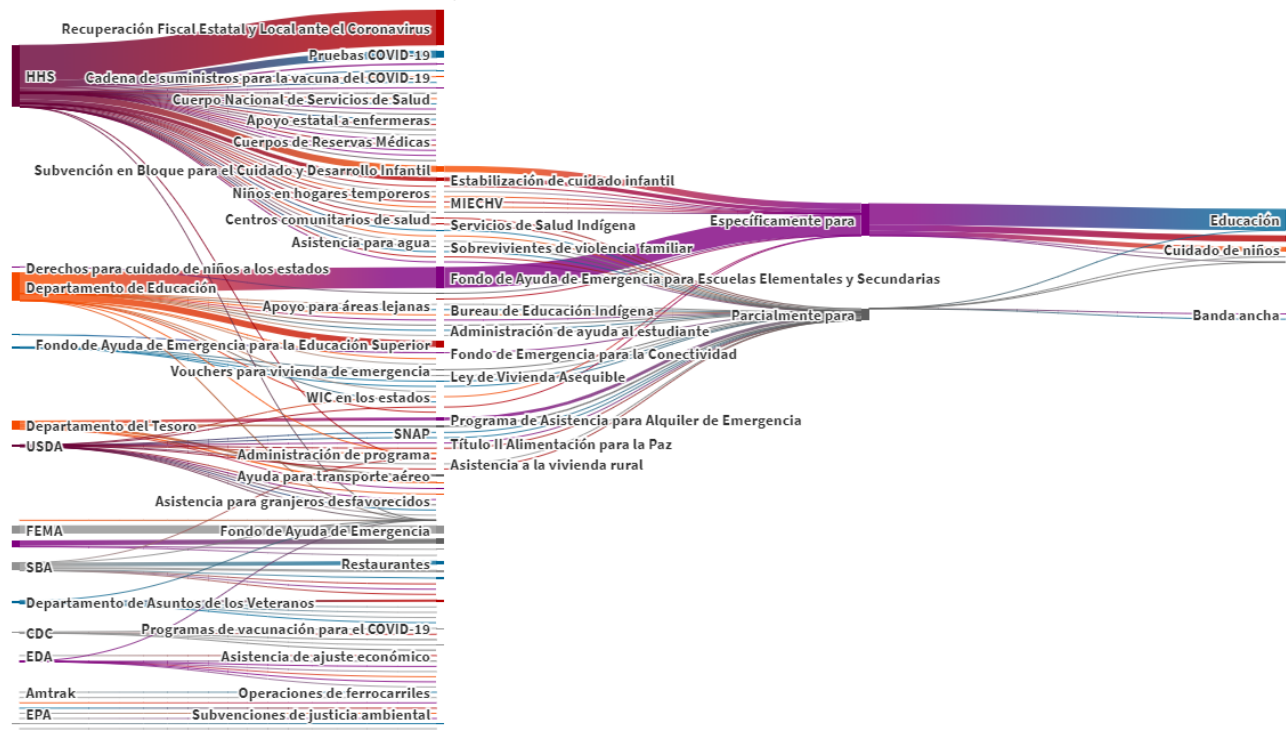 Recuperación Fiscal Estatal y Local ante el Coronavirus
Pruebas COVID-19
HHS
Cadena de suministros para la vacuna del COVID-19
Cuerpo Nacional de Servicios de Salud
Apoyo estatal a enfermeras
Cuerpos de Reservas Médicas
Subvención en Bloque para el Cuidado y Desarrollo Infantil
Estabilización de cuidado infantil
Niños en hogares temporeros
MIECHV
Centros comunitarios de salud
Servicios de Salud Indígena
Específicamente para
Educación
Asistencia para agua
Sobrevivientes de violencia familiar
Cuidado de niños
Derechos para cuidado de niños a los estados
Fondo de Ayuda de Emergencia para Escuelas Elementales y Secundarias
Departamento de Educación
Apoyo para áreas lejanas
Bureau de Educación Indígena
Parcialmente para
Banda ancha
Administración de ayuda al estudiante
Fondo de Ayuda de Emergencia para la Educación Superior
Fondo de Emergencia para la Conectividad
Vouchers para vivienda de emergencia
Ley de Vivienda Asequible
WIC en los estados
Programa de Asistencia para Alquiler de Emergencia
Departamento del Tesoro
SNAP
USDA
Título II Alimentación para la Paz
Administración de programa
Asistencia a la vivienda rural
Ayuda para transporte aéreo
Asistencia para granjeros desfavorecidos
FEMA
Fondo de Ayuda de Emergencia
SBA
Restaurantes
Departamento de Asuntos de los Veteranos
CDC
Programas de vacunación para el COVID-19
EDA
Asistencia de ajuste económico
Amtrak
Operaciones de ferrocarriles
EPA
Subvenciones de justicia ambiental